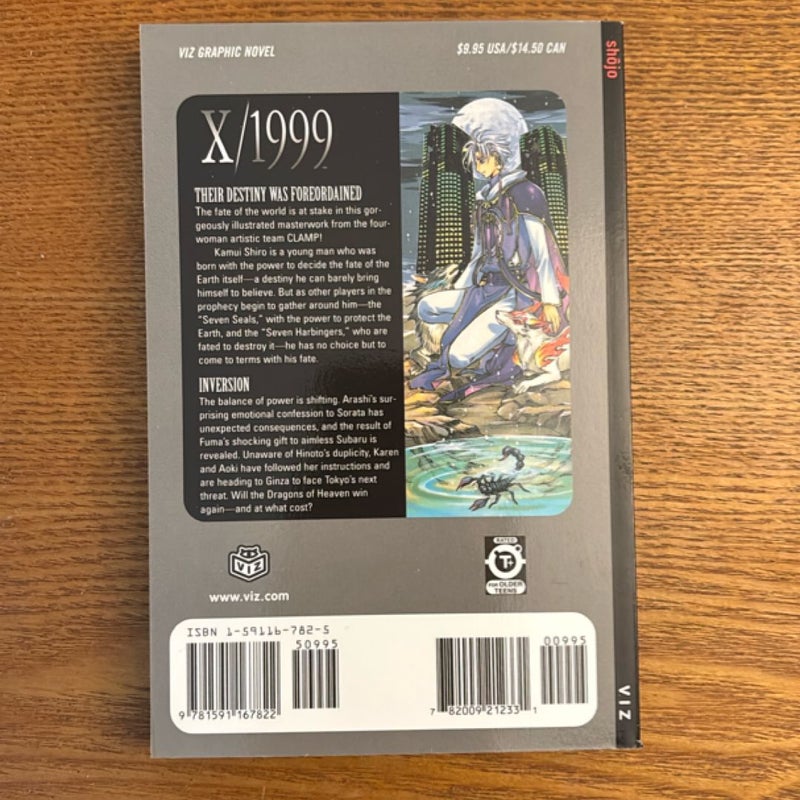 VIZ GRAPHIC NOVEL
$9.95 USA/$14.50 CAN
shôjo
X/1999
THEIR DESTINY WAS FOREORDAINED
The fate of the world is at stake in this gor-
geously illustrated masterwork from the four-
woman artistic team CLAMP!
Kamui Shiro is a young man who was
born with the power to decide the fate of the
Earth itself—a destiny he can barely bring
himself to believe. But as other players in the
prophecy begin to gather around him—the
"Seven Seals," with the power to protect the
Earth, and the "Seven Harbingers," who are
fated to destroy it—he has no choice but to
come to terms with his fate.
INVERSION
The balance of power is shifting. Arashi's sur-
prising emotional confession to Sorata has
unexpected consequences, and the result of
Fuma's shocking gift to aimless Subaru is
revealed. Unaware of Hinoto's duplicity, Karen
and Aoki have followed her instructions and
are heading to Ginza to face Tokyo's next
threat. Will the Dragons of Heaven win
again—and at what cost?
VIZ
www.viz.com
RATED
T+
FOR OLDER
TEENS
ISBN 1-59116-782-5
50995
9 781591 167822
00995
7 82009 21233 1
VIZ